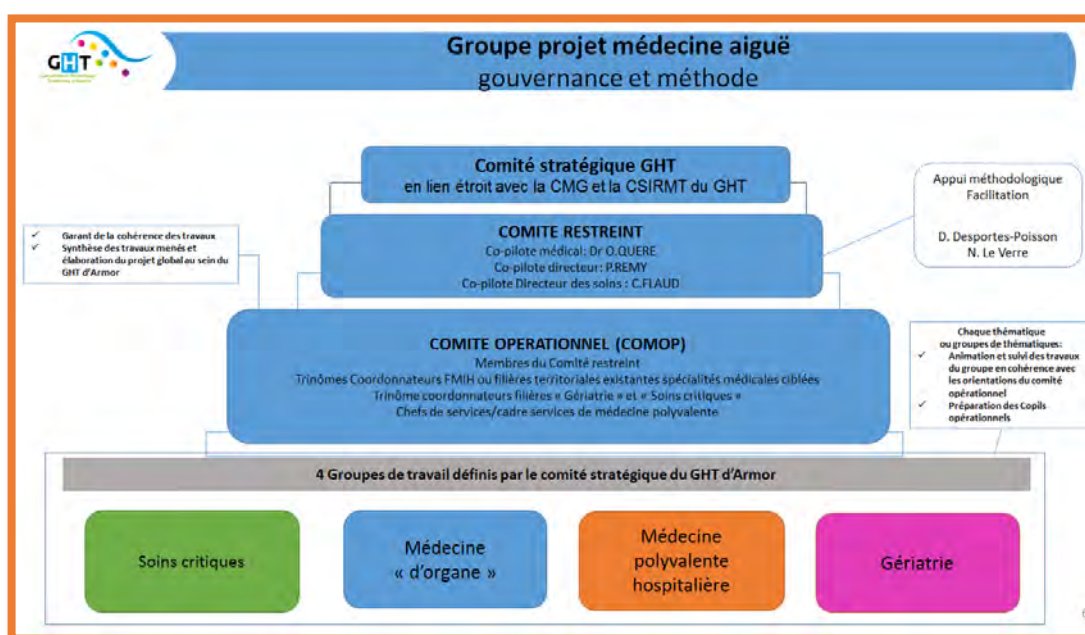 GHT
Groupe projet médecine aiguë
gouvernance et méthode
Comité stratégique GHT
en lien étroit avec la CMG et la CSIRMT du GHT
Appui méthodologique
Facilitation
D. Desportes-Poisson
N. Le Verre
COMITE RESTREINT
Co-pilote médical: Dr O.QUERE
Co-pilote directeur: P.REMY
Co-pilote Directeur des soins : C.FLAUD
✓ Garant de la cohérence des travaux
✓ Synthèse des travaux menés et
élaboration du projet global au sein du
GHT d'Armor
COMITE OPERATIONNEL (COMOP)
Membres du Comité restreint
Trinômes Coordonnateurs FMIH ou filières territoriales existantes spécialités médicales ciblées
Trinôme coordonnateurs filières « Gériatrie » et « Soins critiques »
Chefs de services/cadre services de médecine polyvalente
Chaque thématique
ou groupes de thématiques:
✓ Animation et suivi des travaux
du groupe en cohérence avec
les orientations du comité
opérationnel
✓ Préparation des Copils
opérationnels
4 Groupes de travail définis par le comité stratégique du GHT d'Armor
Soins critiques
Médecine
« d'organe »
Médecine
polyvalente
hospitalière
Gériatrie